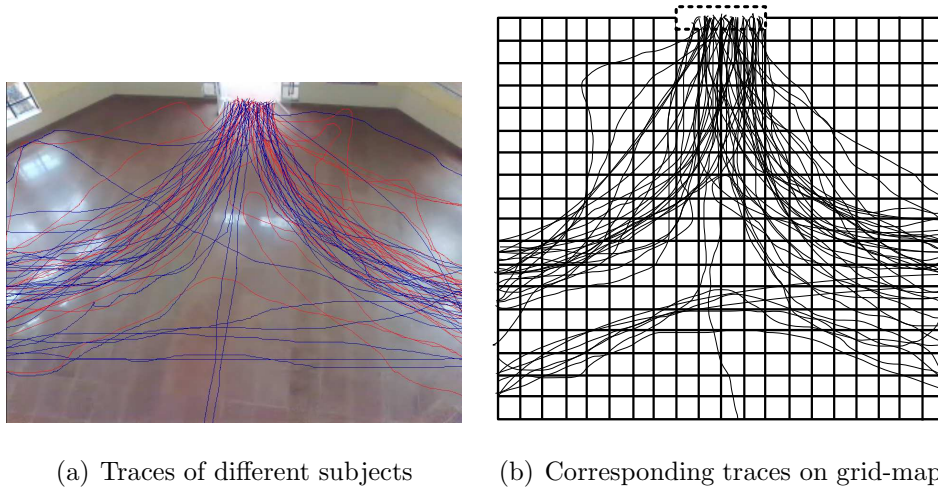 (a) Traces of different subjects
(b) Corresponding traces on grid-map